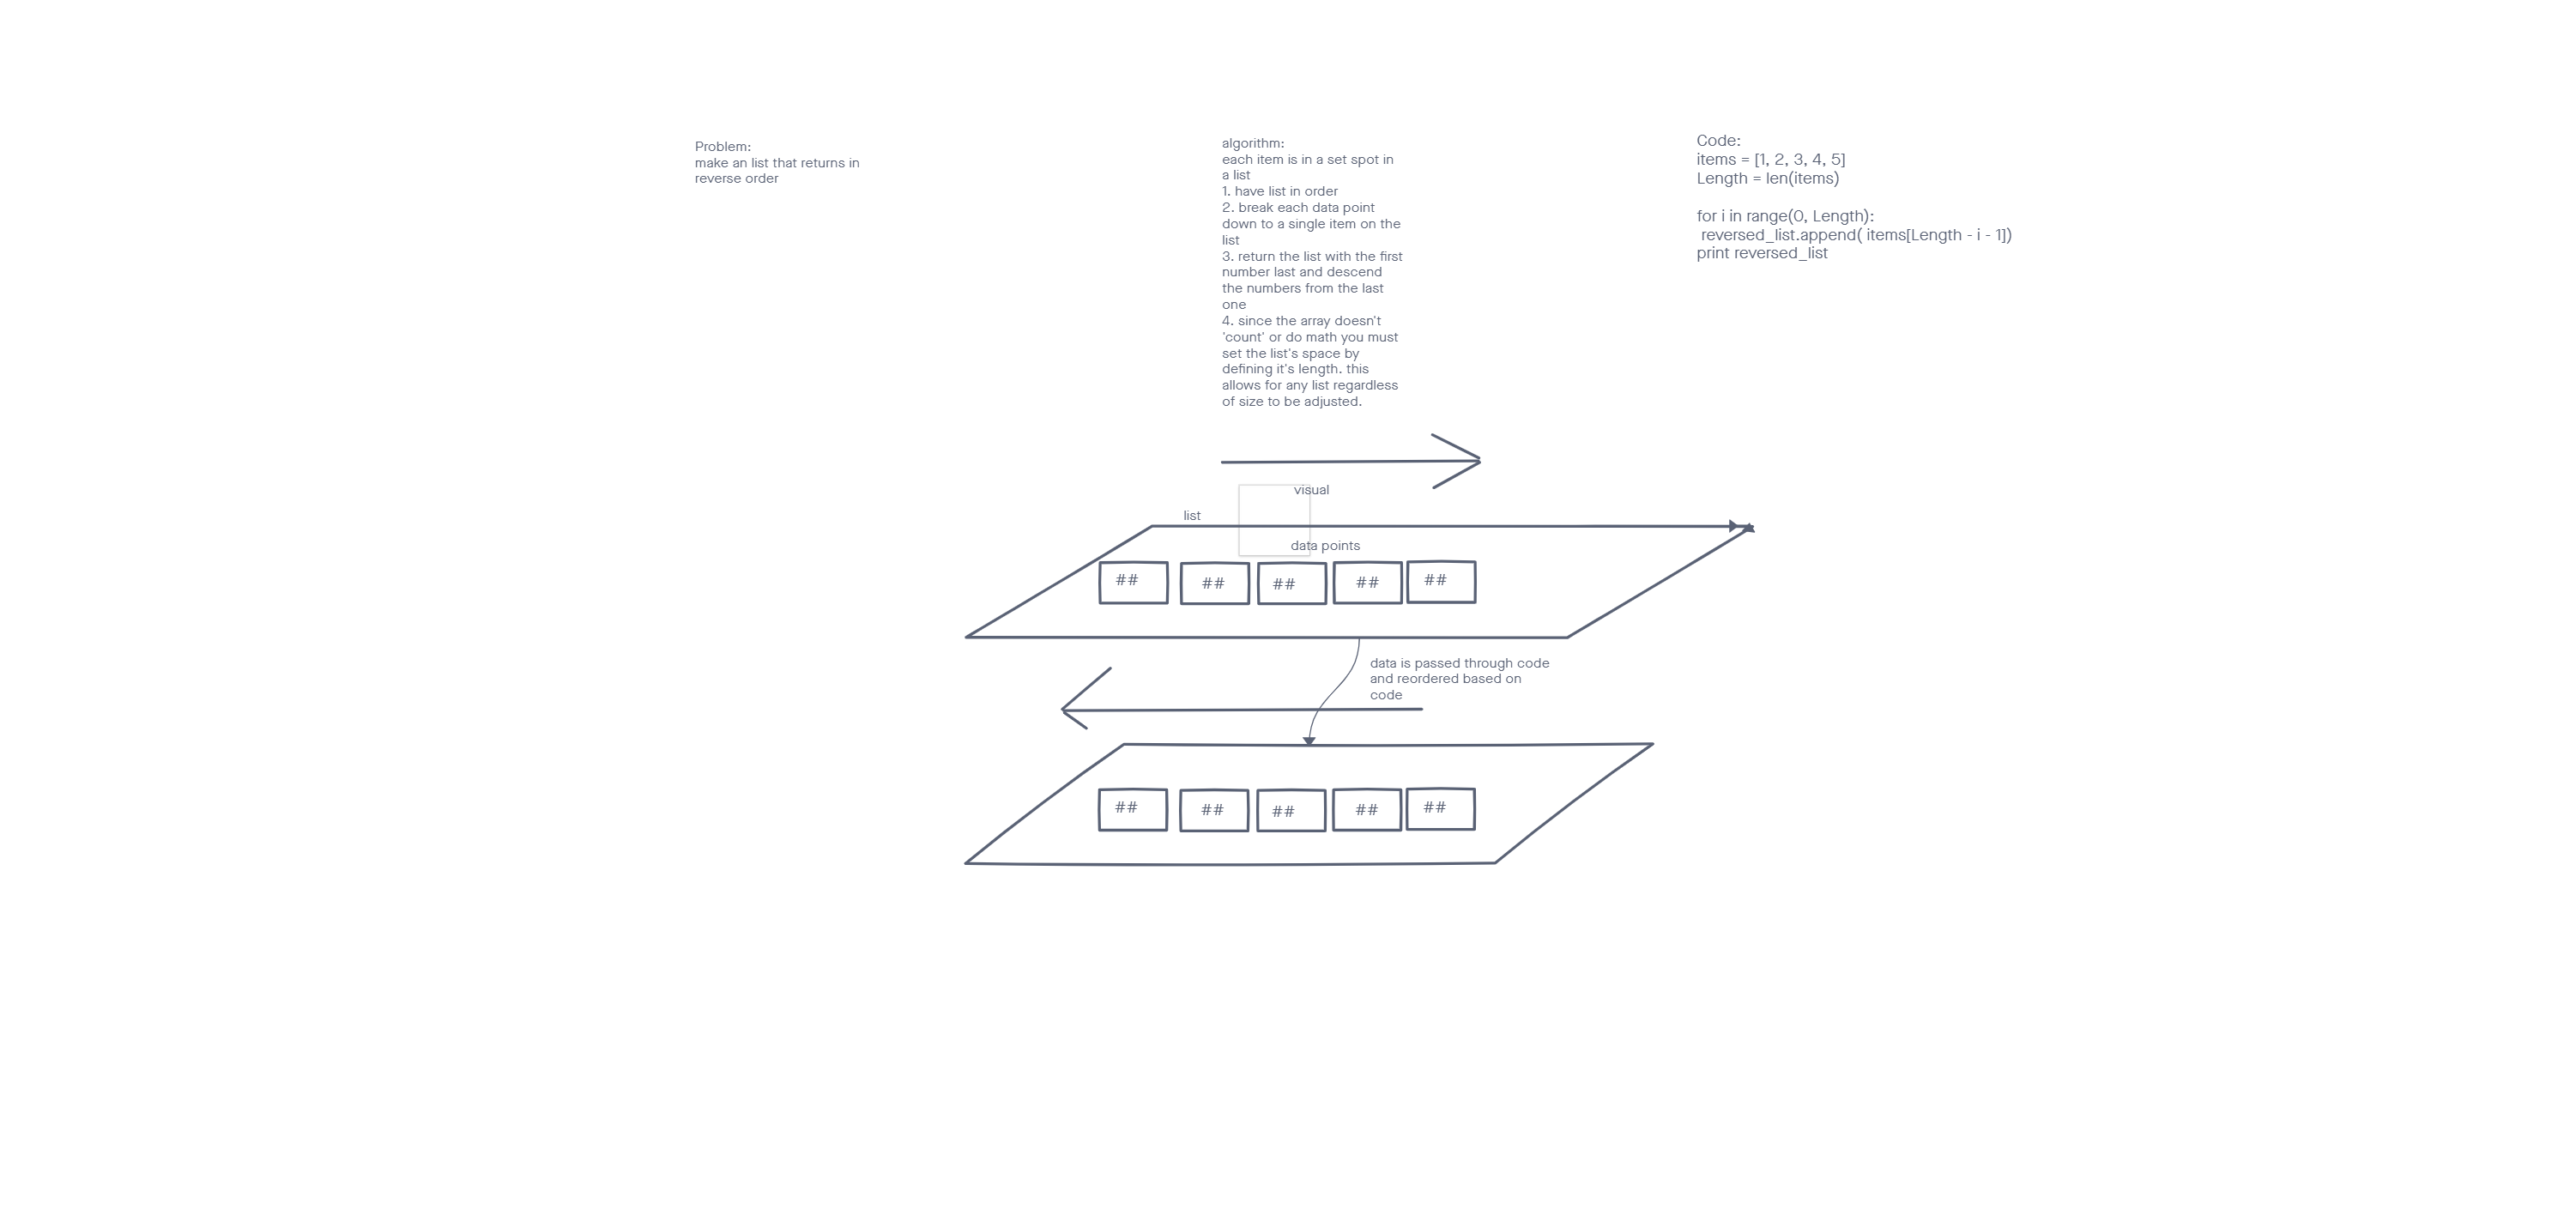 Problem:
make an list that returns in
reverse order
algorithm:
each item is in a set spot in
a list
1. have list in order
2. break each data point
down to a single item on the
list
3. return the list with the first
number last and descend
the numbers from the last
one
4. since the array doesn't
'count' or do math you must
set the list's space by
defining it's length. this
allows for any list regardless
of size to be adjusted.
Code:
items = [1, 2, 3, 4, 5]
Length = len(items)
for i in range(0, Length):
reversed_list.append( items[Length - i - 1])
print reversed_list
visual
list
data points
## ## ## ## ##
data is passed through code
and reordered based on
code
## ## ## ## ##